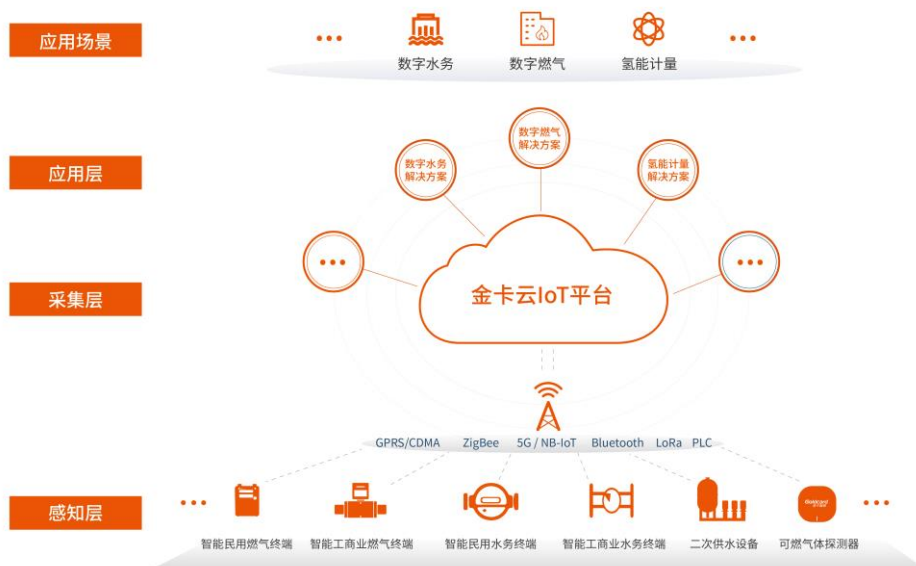 应用场景
数字水务
数字燃气
氢能计量
应用层
数字燃气
解决方案
数字水务
解决方案
氢能计量
解决方案
采集层
金卡云IoT平台
GPRS/CDMA ZigBee 5G / NB-IoT Bluetooth LoRa PLC
感知层
Goldcard
智能民用燃气终端
智能工商业燃气终端
智能民用水务终端
智能工商业水务终端
二次供水设备
可燃气体探测器